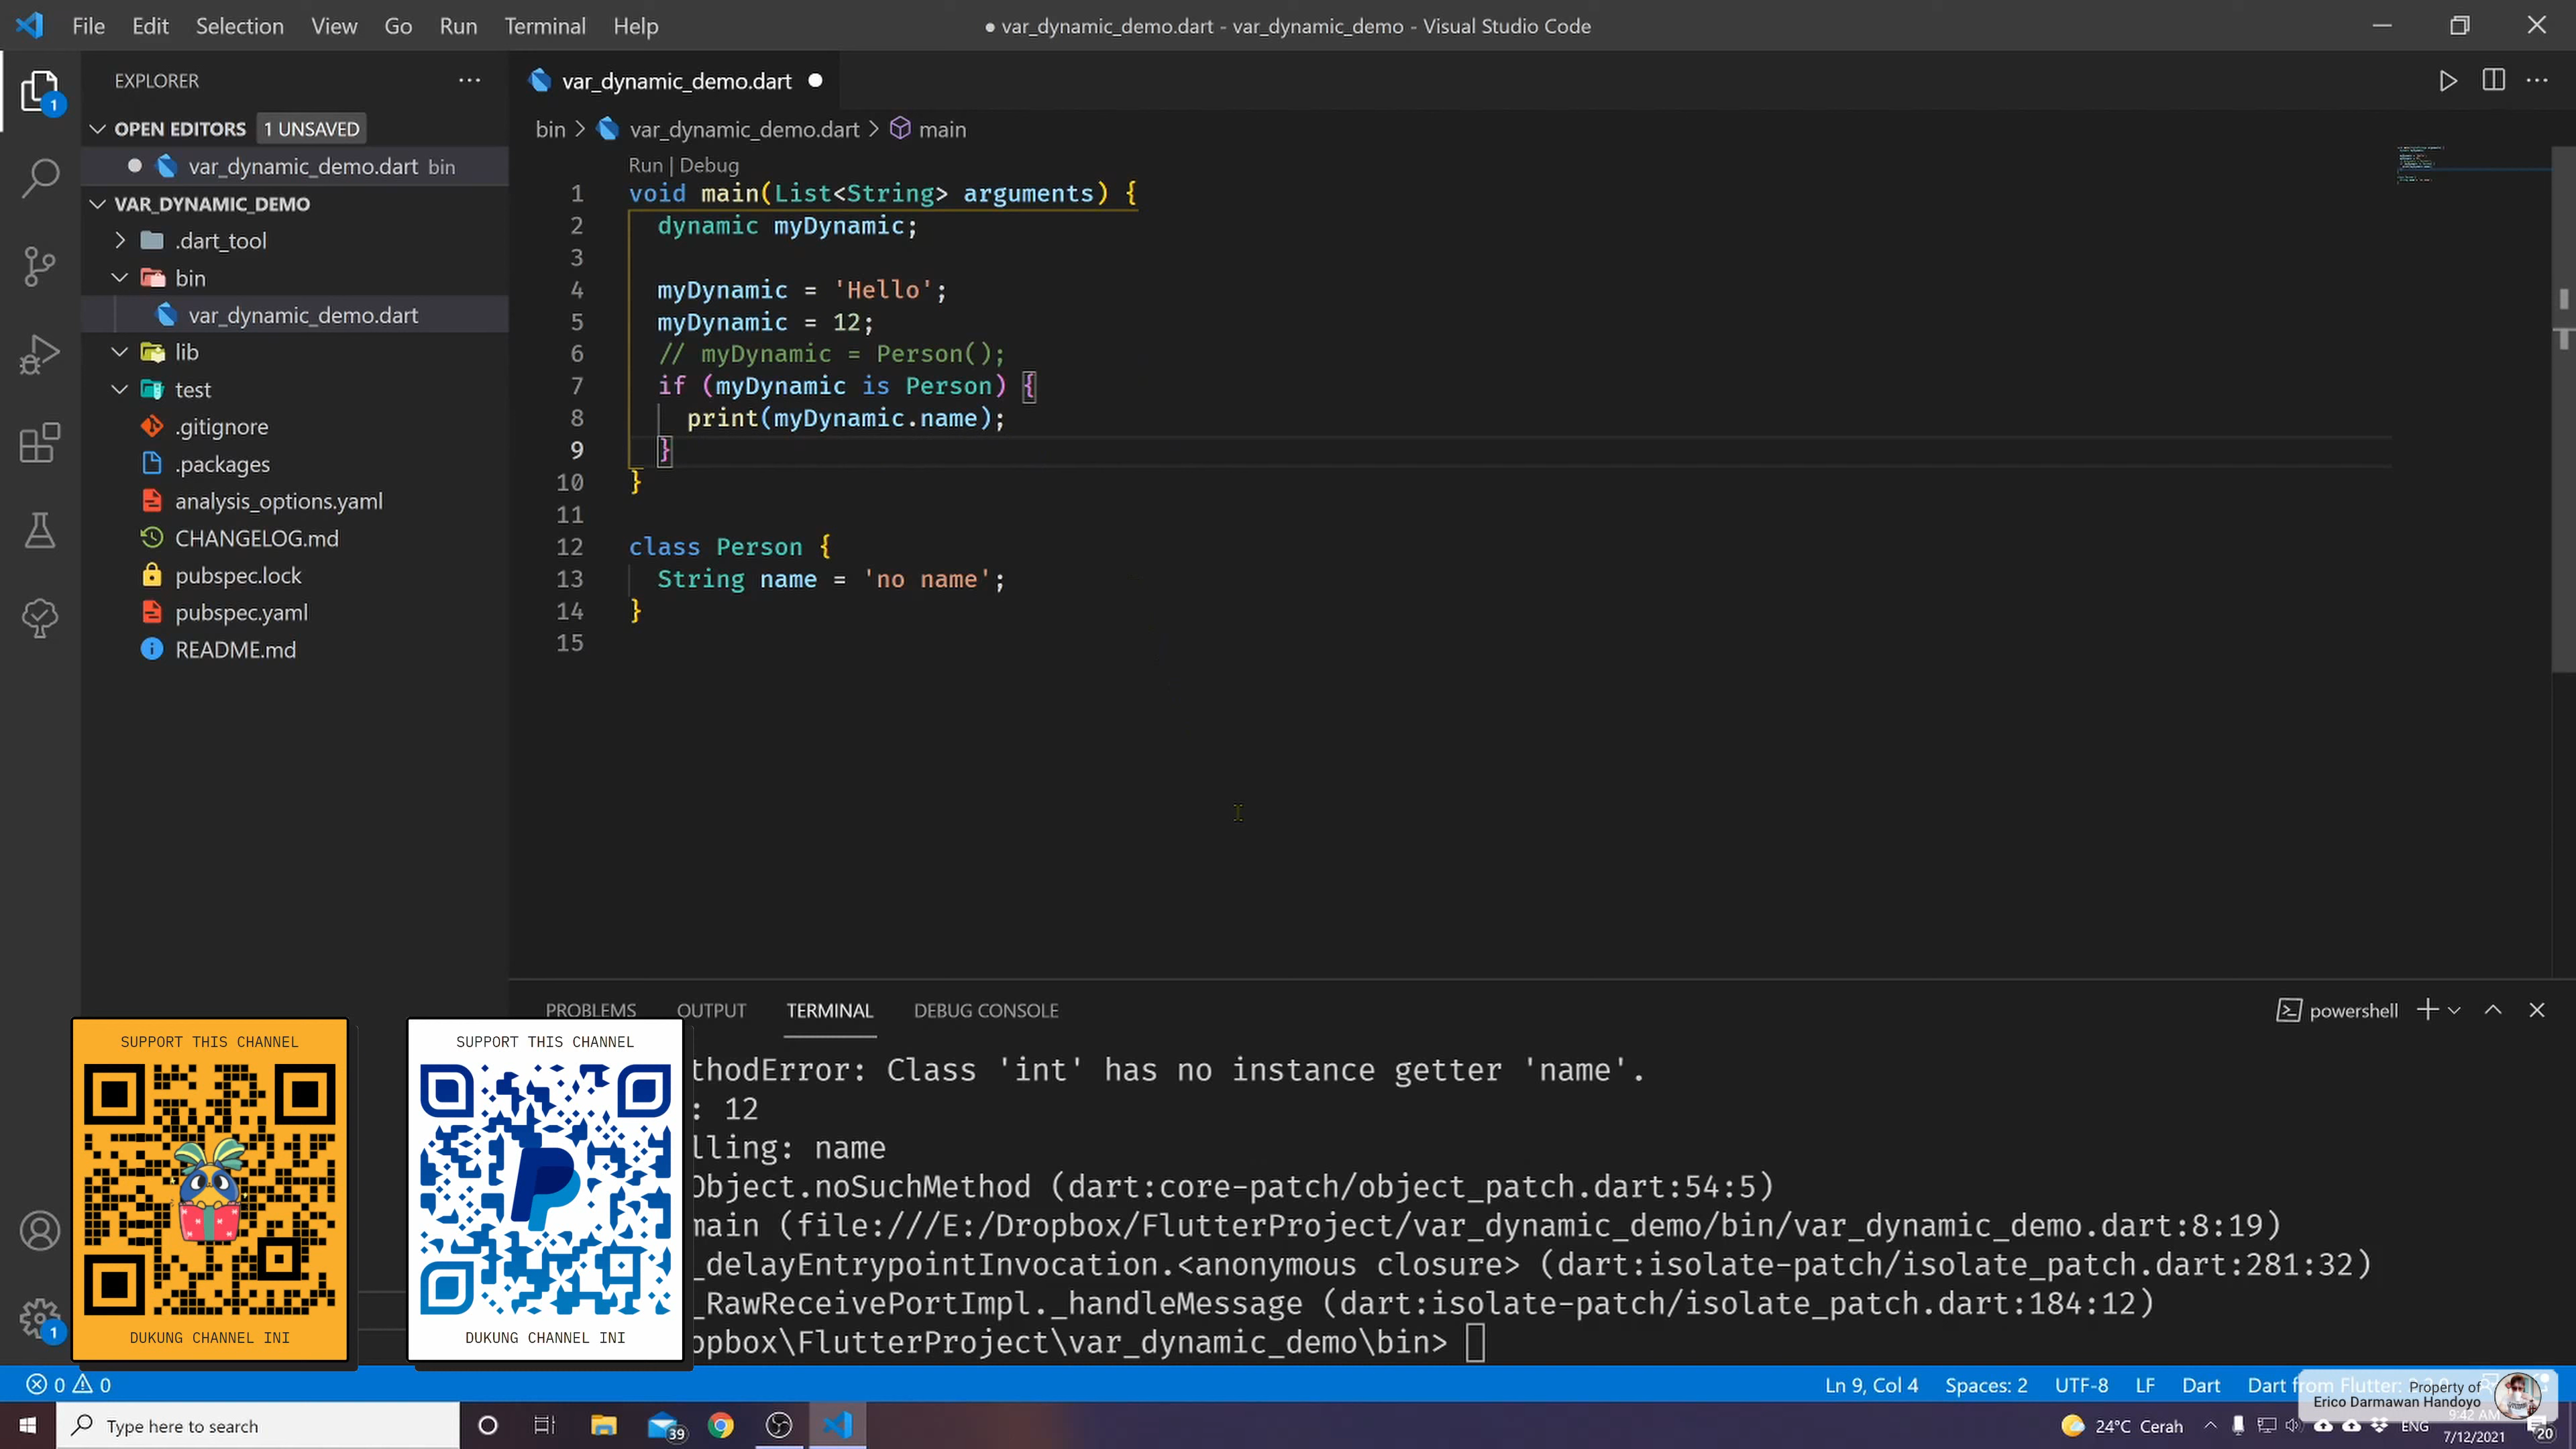 File Edit Selection View Go Run Terminal Help
● var_dynamic_demo.dart - var_dynamic_demo - Visual Studio Code
EXPLORER
OPEN EDITORS 1 UNSAVED
var_dynamic_demo.dart bin
VAR_DYNAMIC_DEMO
.dart_tool
bin
var_dynamic_demo.dart
lib
test
.gitignore
.packages
analysis_options.yaml
CHANGELOG.md
pubspec.lock
pubspec.yaml
README.md
1
1
var_dynamic_demo.dart
bin > var_dynamic_demo.dart > main
Run | Debug
1 void main(List<String> arguments) {
2 dynamic myDynamic;
3
4 myDynamic = 'Hello';
5 myDynamic = 12;
6 // myDynamic = Person();
7 if (myDynamic is Person) {
8 print(myDynamic.name);
9 }
10 }
11
12 class Person {
13 String name = 'no name';
14 }
15
PROBLEMS OUTPUT TERMINAL DEBUG CONSOLE
powershell
thodError: Class 'int' has no instance getter 'name'.
: 12
lling: name
Object.noSuchMethod (dart:core-patch/object_patch.dart:54:5)
main (file:///E:/Dropbox/FlutterProject/var_dynamic_demo/bin/var_dynamic_demo.dart:8:19)
_delayEntrypointInvocation.<anonymous closure> (dart:isolate-patch/isolate_patch.dart:281:32)
_RawReceivePortImpl._handleMessage (dart:isolate-patch/isolate_patch.dart:184:12)
opbox\FlutterProject\var_dynamic_demo\bin>
SUPPORT THIS CHANNEL
DUKUNG CHANNEL INI
SUPPORT THIS CHANNEL
DUKUNG CHANNEL INI
0 0
Ln 9, Col 4 Spaces: 2 UTF-8 LF Dart Dart from Flutter:
Property of
Erico Darmawan Handoyo
Type here to search
39
24°C Cerah
ENG
9:42 AM
7/12/2021
20